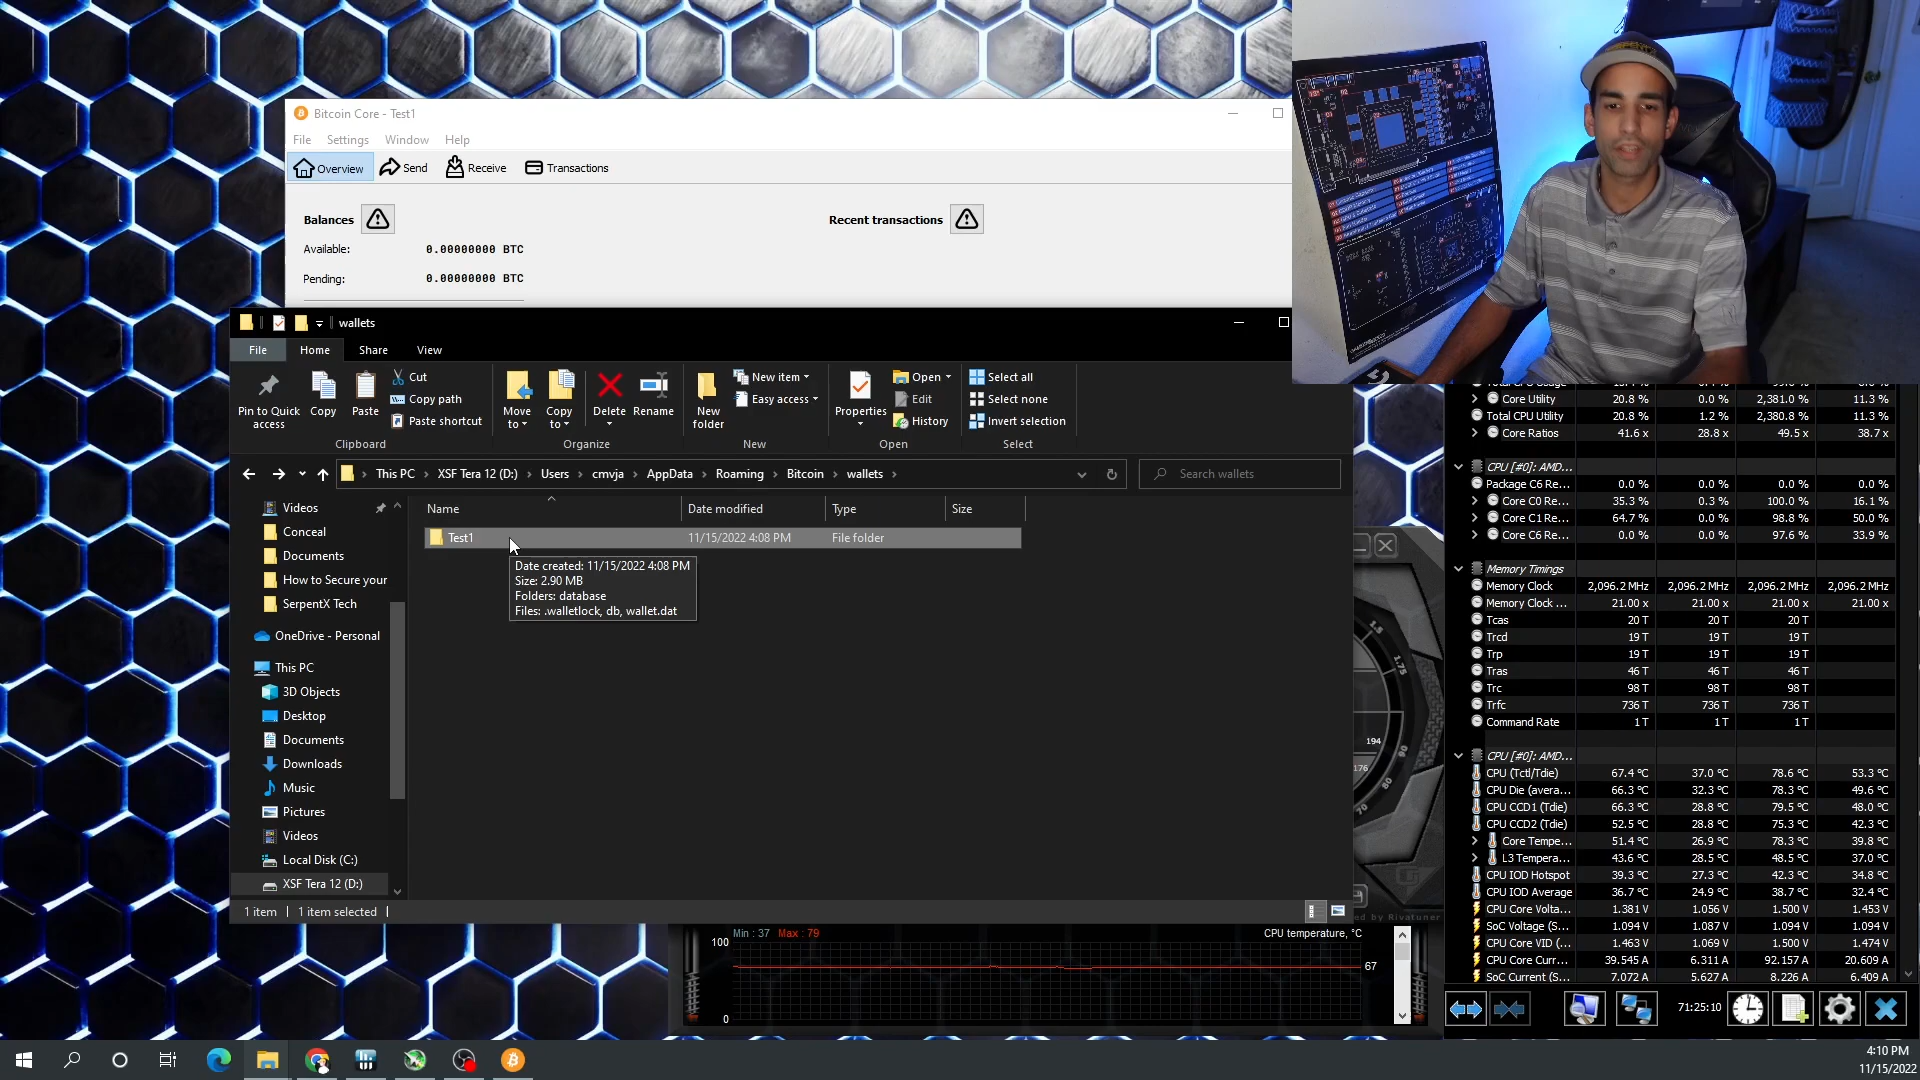 Bitcoin Core - Test1
File Settings Window Help
Overview Send Receive Transactions
Balances Recent transactions
Available: 0.00000000 BTC
Pending: 0.00000000 BTC
wallets
File Home Share View
Pin to Quick access
Copy
Paste
Cut
Copy path
Paste shortcut
Clipboard
Move to
Copy to
Delete
Rename
Organize
New folder
New item
Easy access
New
Properties
Open
Edit
History
Open
Select all
Select none
Invert selection
Select
This PC XSF Tera 12 (D:) Users cmvja AppData Roaming Bitcoin wallets
Search wallets
Name Date modified Type Size
Test1 11/15/2022 4:08 PM File folder
Date created: 11/15/2022 4:08 PM
Size: 2.90 MB
Folders: database
Files: .walletlock, db, wallet.dat
Videos
Conceal
Documents
How to Secure your
SerpentX Tech
OneDrive - Personal
This PC
3D Objects
Desktop
Documents
Downloads
Music
Pictures
Videos
Local Disk (C:)
XSF Tera 12 (D:)
1 item 1 item selected
Core Utility 20.8 % 0.0 % 2,381.0 % 11.3 %
Total CPU Utility 20.8 % 1.2 % 2,380.8 % 11.3 %
Core Ratios 41.6 x 28.8 x 49.5 x 38.7 x
CPU [#0]: AMD...
Package C6 Re... 0.0 % 0.0 % 0.0 % 0.0 %
Core C0 Re... 35.3 % 0.3 % 100.0 % 16.1 %
Core C1 Re... 64.7 % 0.0 % 98.8 % 50.0 %
Core C6 Re... 0.0 % 0.0 % 97.6 % 33.9 %
Memory Timings
Memory Clock 2,096.2 MHz 2,096.2 MHz 2,096.2 MHz 2,096.2 MHz
Memory Clock ... 21.00 x 21.00 x 21.00 x 21.00 x
Tcas 20 T 20 T 20 T
Trcd 19 T 19 T 19 T
Trp 19 T 19 T 19 T
Tras 46 T 46 T 46 T
Trc 98 T 98 T 98 T
Trfc 736 T 736 T 736 T
Command Rate 1 T 1 T 1 T
CPU [#0]: AMD...
CPU (Tctl/Tdie) 67.4 °C 37.0 °C 78.6 °C 53.3 °C
CPU Die (avera... 66.3 °C 32.3 °C 78.3 °C 49.6 °C
CPU CCD1 (Tdie) 66.3 °C 28.8 °C 79.5 °C 48.0 °C
CPU CCD2 (Tdie) 52.5 °C 28.8 °C 75.3 °C 42.3 °C
Core Tempe... 51.4 °C 26.9 °C 78.3 °C 39.8 °C
L3 Tempera... 43.6 °C 28.5 °C 48.5 °C 37.0 °C
CPU IOD Hotspot 39.3 °C 27.3 °C 42.3 °C 34.8 °C
CPU IOD Average 36.7 °C 24.9 °C 38.7 °C 32.4 °C
CPU Core Volta... 1.381 V 1.056 V 1.500 V 1.453 V
SoC Voltage (S... 1.094 V 1.087 V 1.094 V 1.094 V
CPU Core VID (... 1.463 V 1.069 V 1.500 V 1.474 V
CPU Core Curr... 39.545 A 6.311 A 92.157 A 20.609 A
SoC Current (S... 7.072 A 5.627 A 8.226 A 6.409 A
71:25:10
1.5
1.75
194
176
90
80
70
ed by Rivatuner
Min : 37 Max : 79 CPU temperature, °C
100
67
0
4:10 PM
11/15/2022